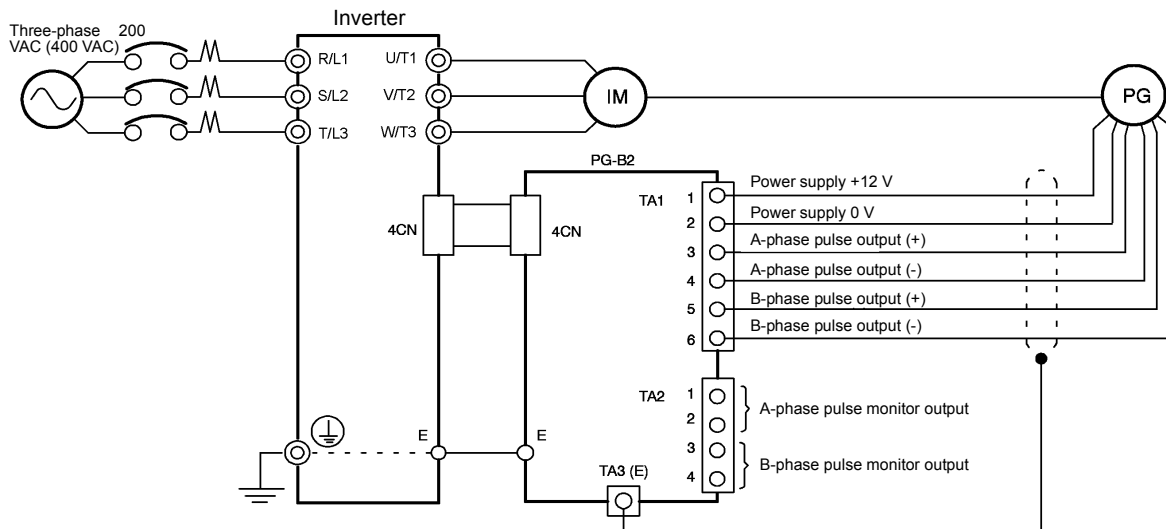 Inverter
Three-phase 200
VAC (400 VAC)
R/L1
U/T1
S/L2
V/T2
IM
PG
T/L3
W/T3
PG-B2
TA1
1
Power supply +12 V
2
Power supply 0 V
4CN
4CN
3
A-phase pulse output (+)
4
A-phase pulse output (-)
5
B-phase pulse output (+)
6
B-phase pulse output (-)
TA2
1
2
A-phase pulse monitor output
E
E
3
4
B-phase pulse monitor output
TA3 (E)